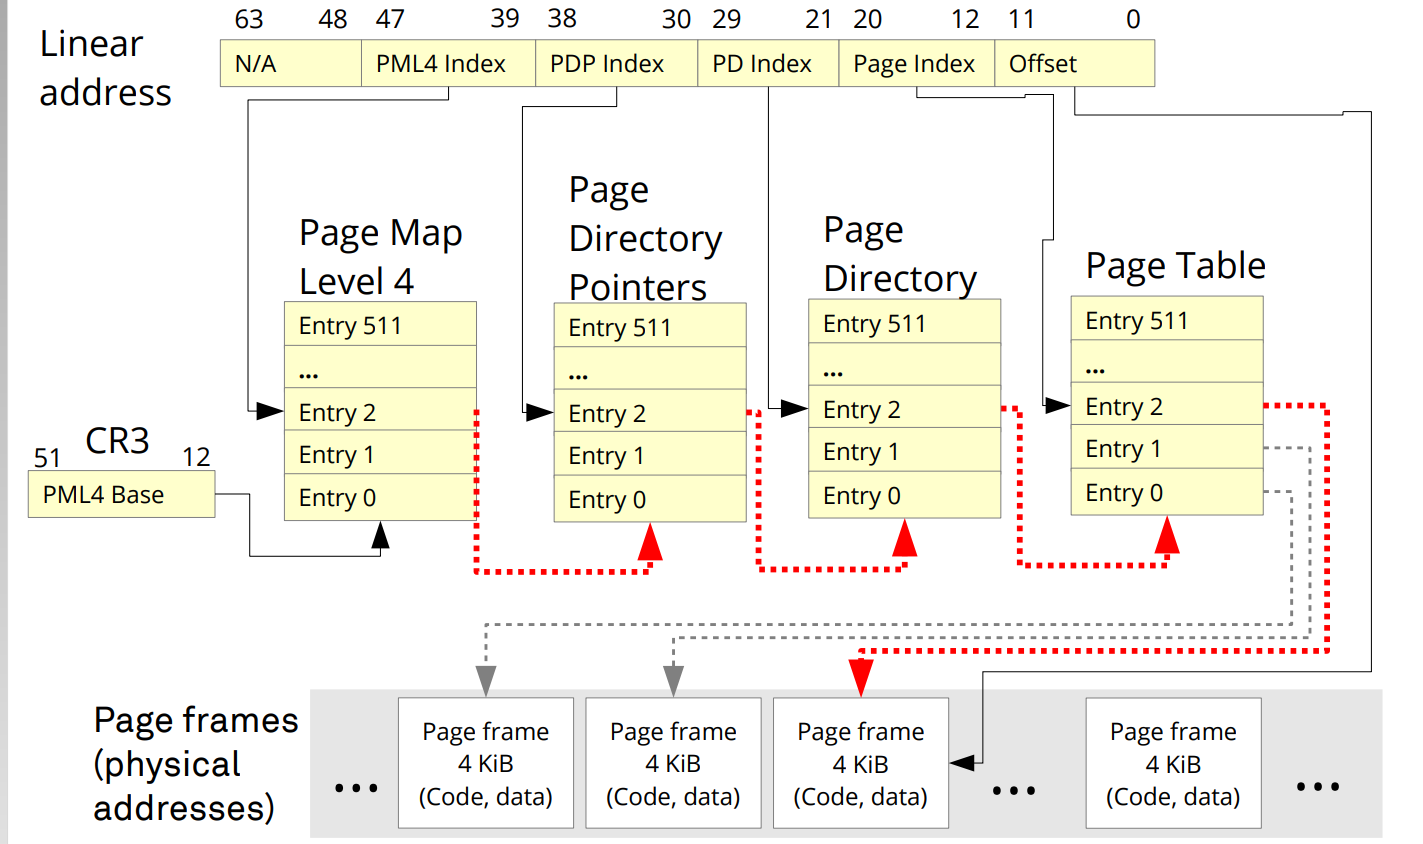 63 48 47 39 38 30 29 21 20 12 11 0
Linear
address
N/A PML4 Index PDP Index PD Index Page Index Offset
Page Map
Level 4
Entry 511
...
Entry 2
Entry 1
Entry 0
Page
Directory
Pointers
Entry 511
...
Entry 2
Entry 1
Entry 0
Page
Directory
Entry 511
...
Entry 2
Entry 1
Entry 0
Page Table
Entry 511
...
Entry 2
Entry 1
Entry 0
CR3
51 12
PML4 Base
Page frames
(physical
addresses)
...
Page frame
4 KiB
(Code, data)
Page frame
4 KiB
(Code, data)
Page frame
4 KiB
(Code, data)
...
Page frame
4 KiB
(Code, data)
...